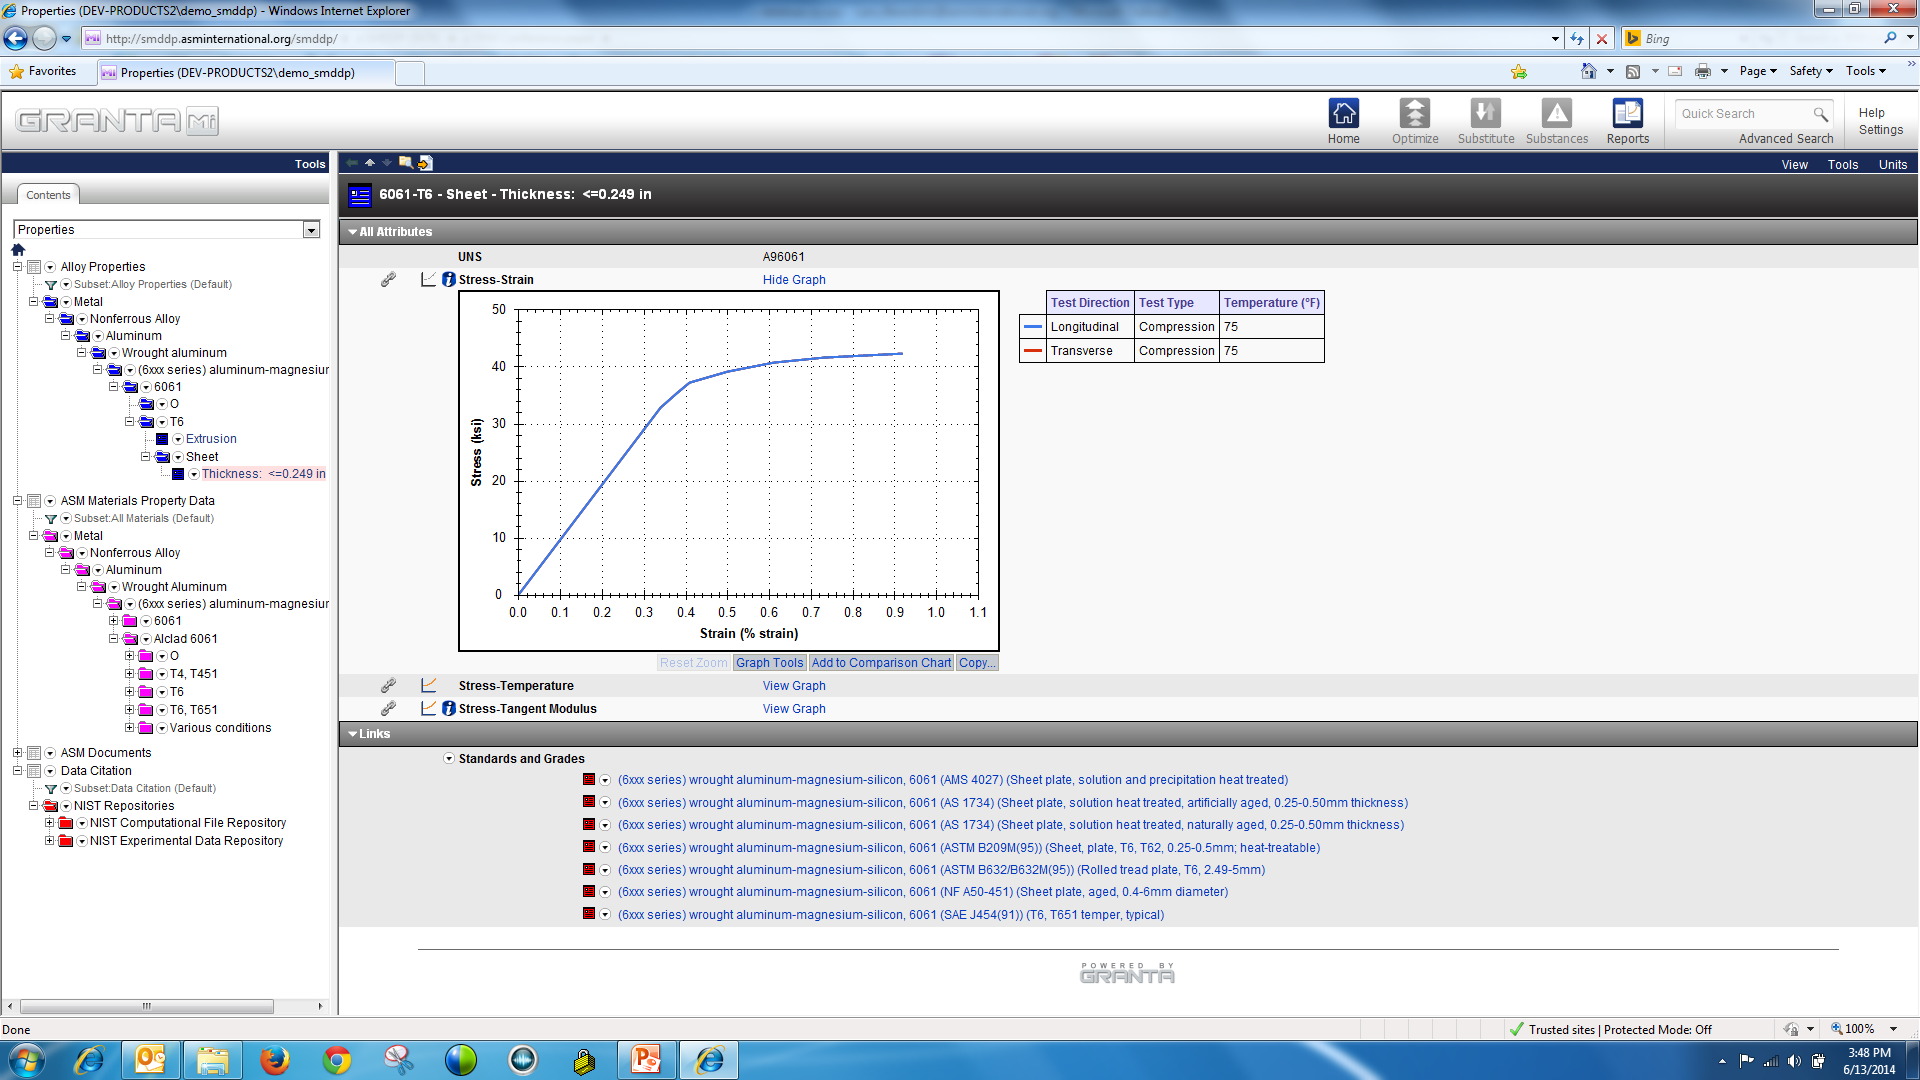 Properties (DEV-PRODUCTS2\demo_smddp) - Windows Internet Explorer
http://smddp.asminternational.org/smddp/
Bing
Favorites
Properties (DEV-PRODUCTS2\demo_smddp)
Page
Safety
Tools
GRANTA MI
Home
Optimize
Substitute
Substances
Reports
Quick Search
Advanced Search
Help
Settings
Tools
View
Tools
Units
Contents
Properties
Alloy Properties
Subset:Alloy Properties (Default)
Metal
Nonferrous Alloy
Aluminum
Wrought aluminum
(6xxx series) aluminum-magnesiur
6061
O
T6
Extrusion
Sheet
Thickness: <=0.249 in
ASM Materials Property Data
Subset:All Materials (Default)
Metal
Nonferrous Alloy
Aluminum
Wrought Aluminum
(6xxx series) aluminum-magnesiur
6061
Alclad 6061
O
T4, T451
T6
T6, T651
Various conditions
ASM Documents
Data Citation
Subset:Data Citation (Default)
NIST Repositories
NIST Computational File Repository
NIST Experimental Data Repository
6061-T6 - Sheet - Thickness: <=0.249 in
All Attributes
UNS A96061
Stress-Strain Hide Graph
50
40
30
20
10
0
Stress (ksi)
0.0 0.1 0.2 0.3 0.4 0.5 0.6 0.7 0.8 0.9 1.0 1.1
Strain (% strain)
Test Direction Test Type Temperature (°F)
Longitudinal Compression 75
Transverse Compression 75
Reset Zoom Graph Tools Add to Comparison Chart Copy...
Stress-Temperature View Graph
Stress-Tangent Modulus View Graph
Links
Standards and Grades
(6xxx series) wrought aluminum-magnesium-silicon, 6061 (AMS 4027) (Sheet plate, solution and precipitation heat treated)
(6xxx series) wrought aluminum-magnesium-silicon, 6061 (AS 1734) (Sheet plate, solution heat treated, artificially aged, 0.25-0.50mm thickness)
(6xxx series) wrought aluminum-magnesium-silicon, 6061 (AS 1734) (Sheet plate, solution heat treated, naturally aged, 0.25-0.50mm thickness)
(6xxx series) wrought aluminum-magnesium-silicon, 6061 (ASTM B209M(95)) (Sheet, plate, T6, T62, 0.25-0.5mm; heat-treatable)
(6xxx series) wrought aluminum-magnesium-silicon, 6061 (ASTM B632/B632M(95)) (Rolled tread plate, T6, 2.49-5mm)
(6xxx series) wrought aluminum-magnesium-silicon, 6061 (NF A50-451) (Sheet plate, aged, 0.4-6mm diameter)
(6xxx series) wrought aluminum-magnesium-silicon, 6061 (SAE J454(91)) (T6, T651 temper, typical)
POWERED BY
GRANTA
Done
Trusted sites | Protected Mode: Off
100%
3:48 PM
6/13/2014